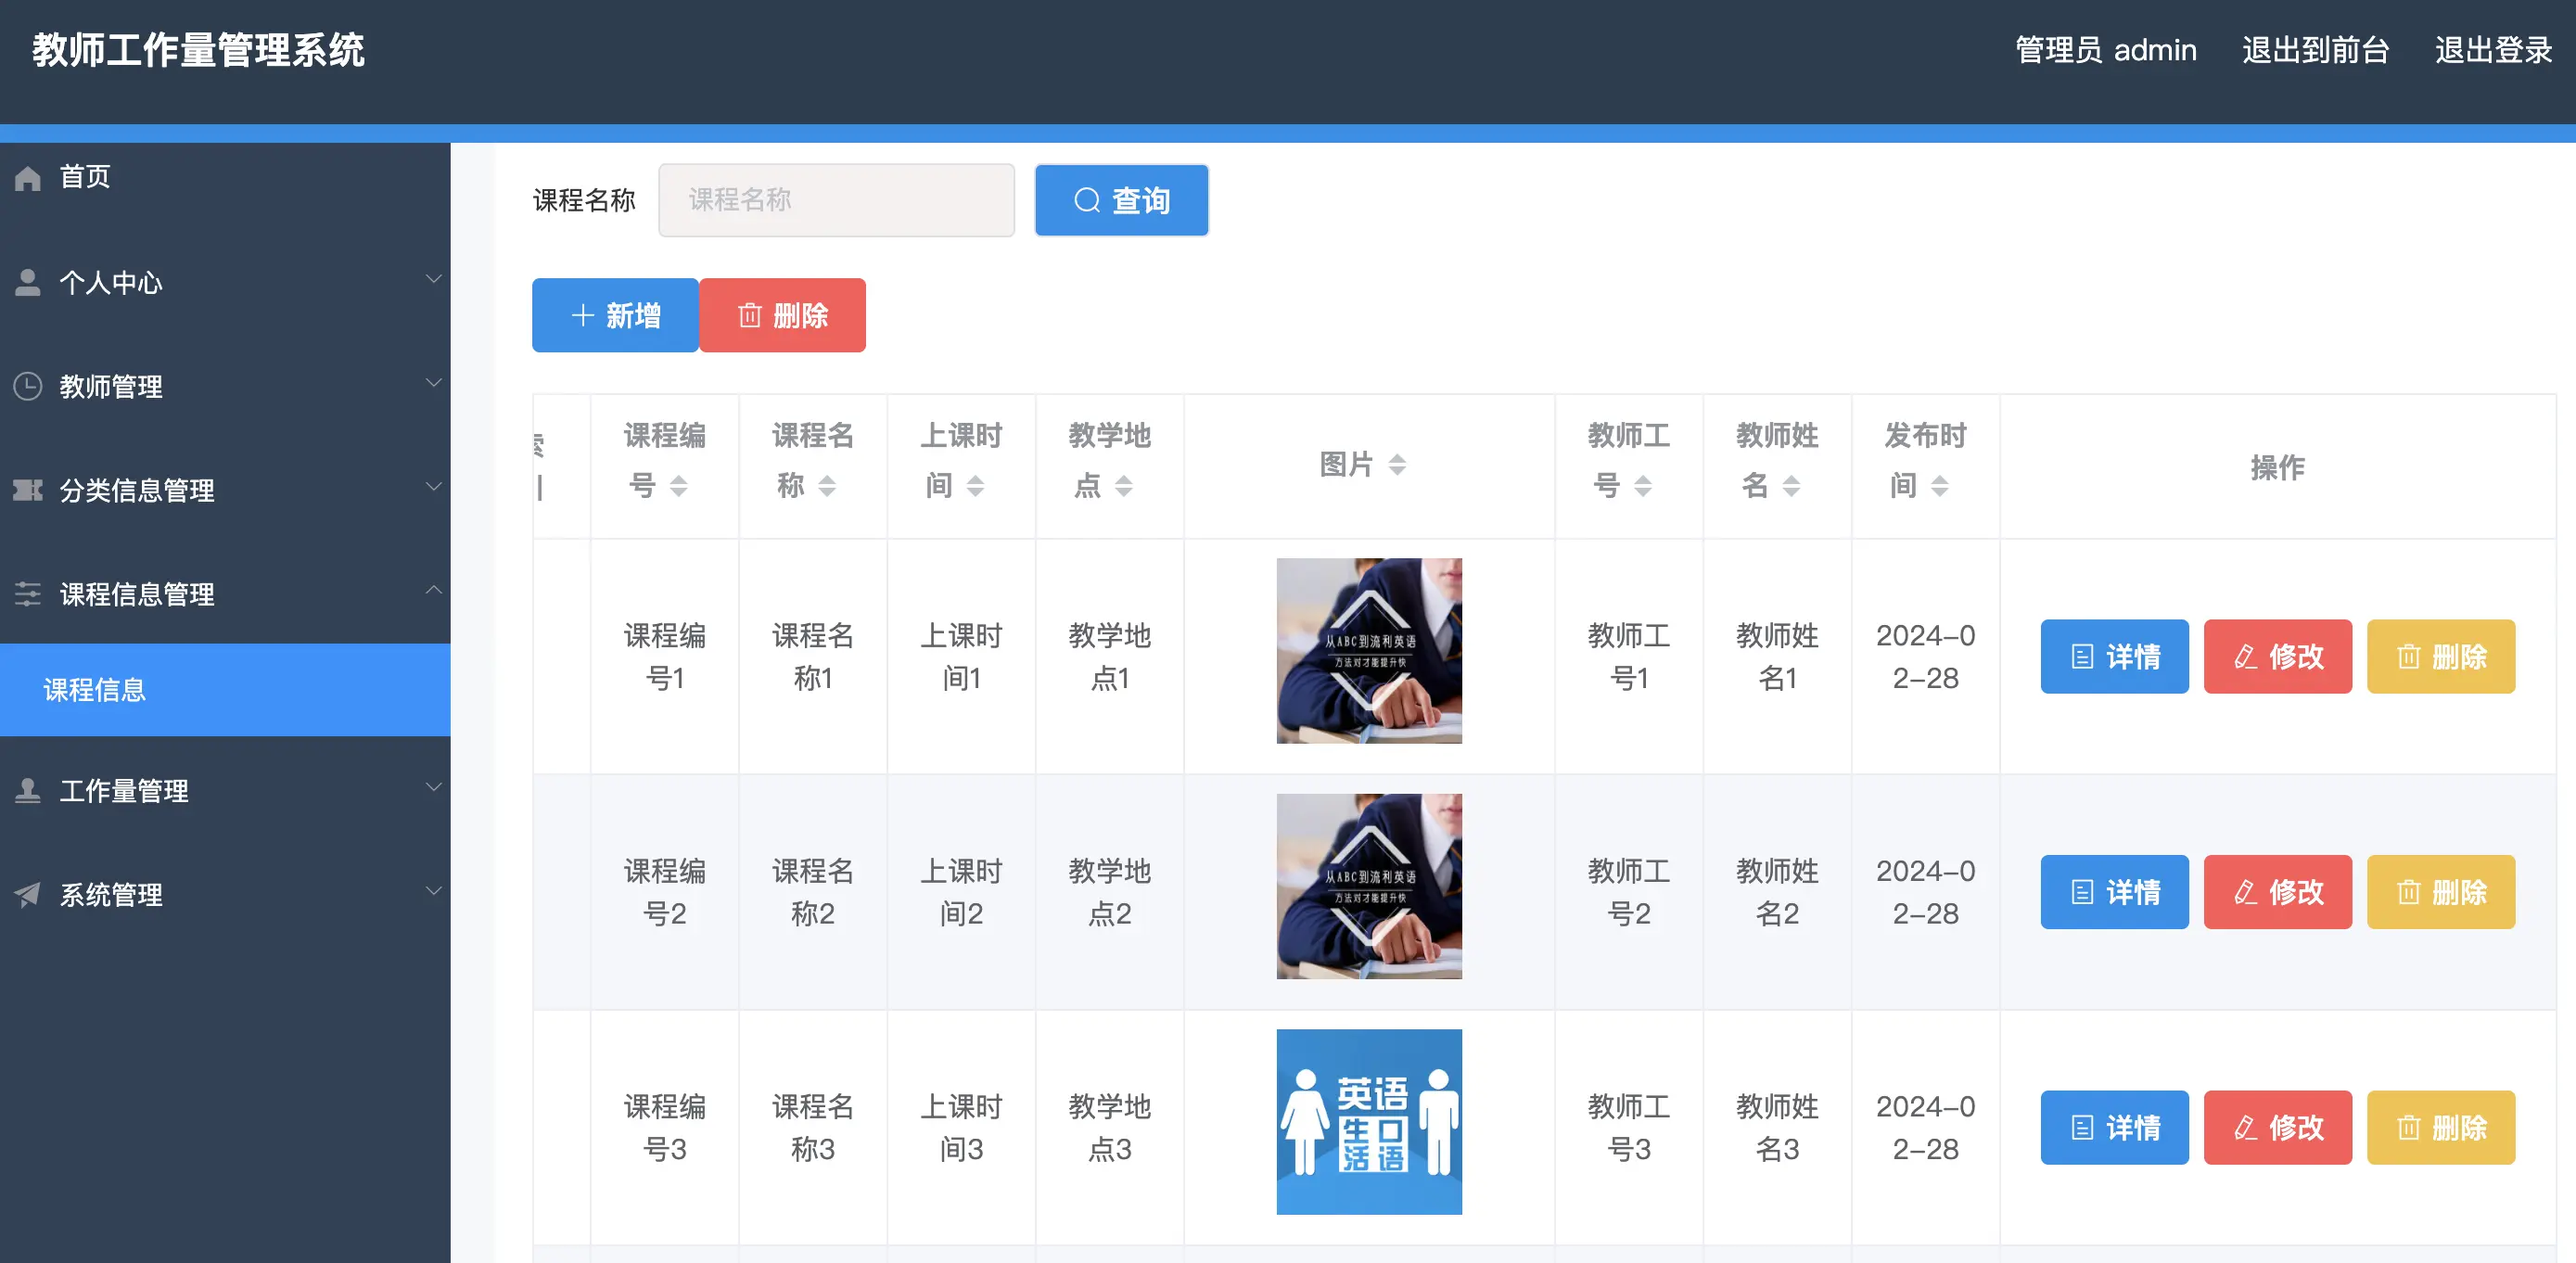 教师工作量管理系统
管理员 admin 退出到前台 退出登录
首页
个人中心
教师管理
分类信息管理
课程信息管理
课程信息
工作量管理
系统管理
课程名称 课程名称 查询
新增 删除
课程编号 课程名称 上课时间 教学地点 图片 教师工号 教师姓名 发布时间 操作
课程编号1 课程名称1 上课时间1 教学地点1 教师工号1 教师姓名1 2024-02-28 详情 修改 删除
从ABC到流利英语
方法对才能提升快
课程编号2 课程名称2 上课时间2 教学地点2 教师工号2 教师姓名2 2024-02-28 详情 修改 删除
从ABC到流利英语
方法对才能提升快
课程编号3 课程名称3 上课时间3 教学地点3 教师工号3 教师姓名3 2024-02-28 详情 修改 删除
英语
生活口语